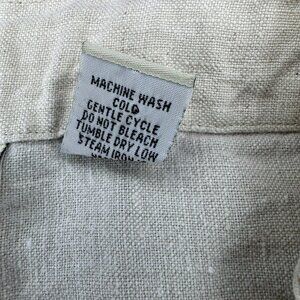 MACHINE WASH
COLD
GENTLE CYCLE
DO NOT BLEACH
TUMBLE DRY LOW
STEAM IRON